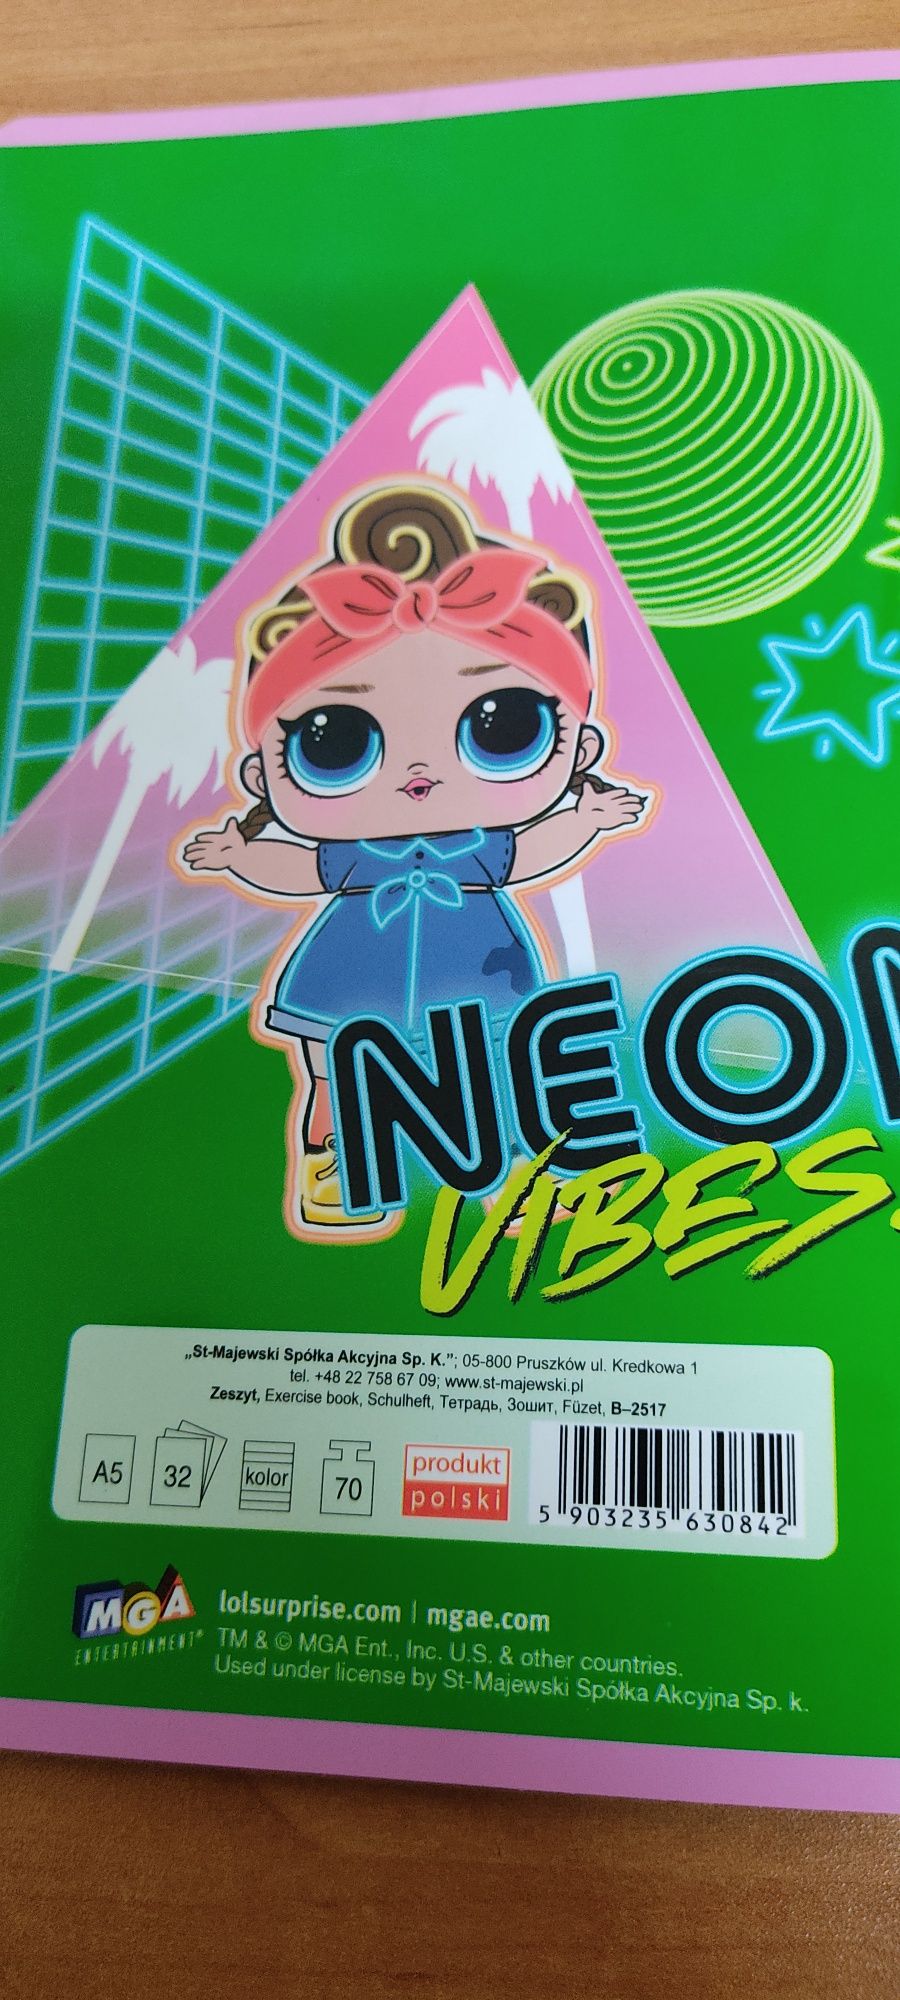 NEON
VIBES.
„St-Majewski Spółka Akcyjna Sp. K."; 05-800 Pruszków ul. Kredkowa 1
tel. +48 22 758 67 09; www.st-majewski.pl
Zeszyt, Exercise book, Schulheft, Тетрадь, Зошит, Füzet, B–2517
A5 32 kolor 70 produkt polski
5 903235 630842
MGA
ENTERTAINMENT®
lolsurprise.com | mgae.com
TM & © MGA Ent., Inc. U.S. & other countries.
Used under license by St-Majewski Spółka Akcyjna Sp. k.